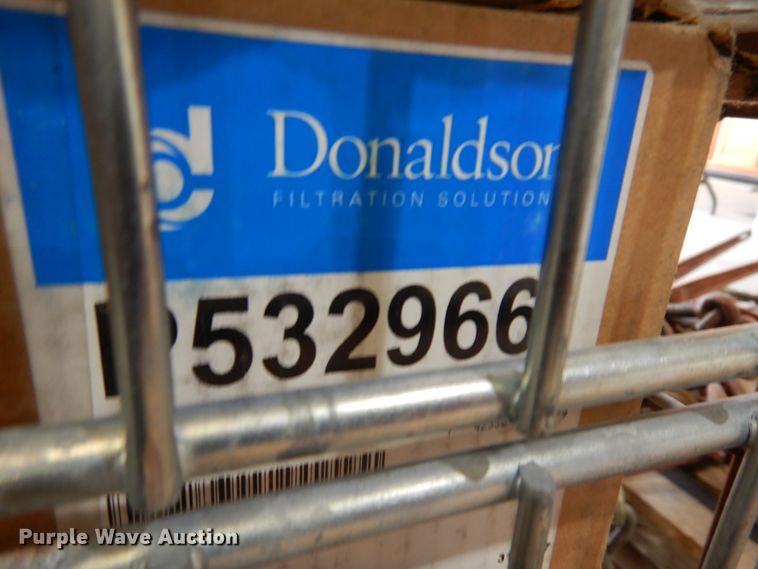 Donaldson
FILTRATION SOLUTION
P532966
Purple Wave Auction